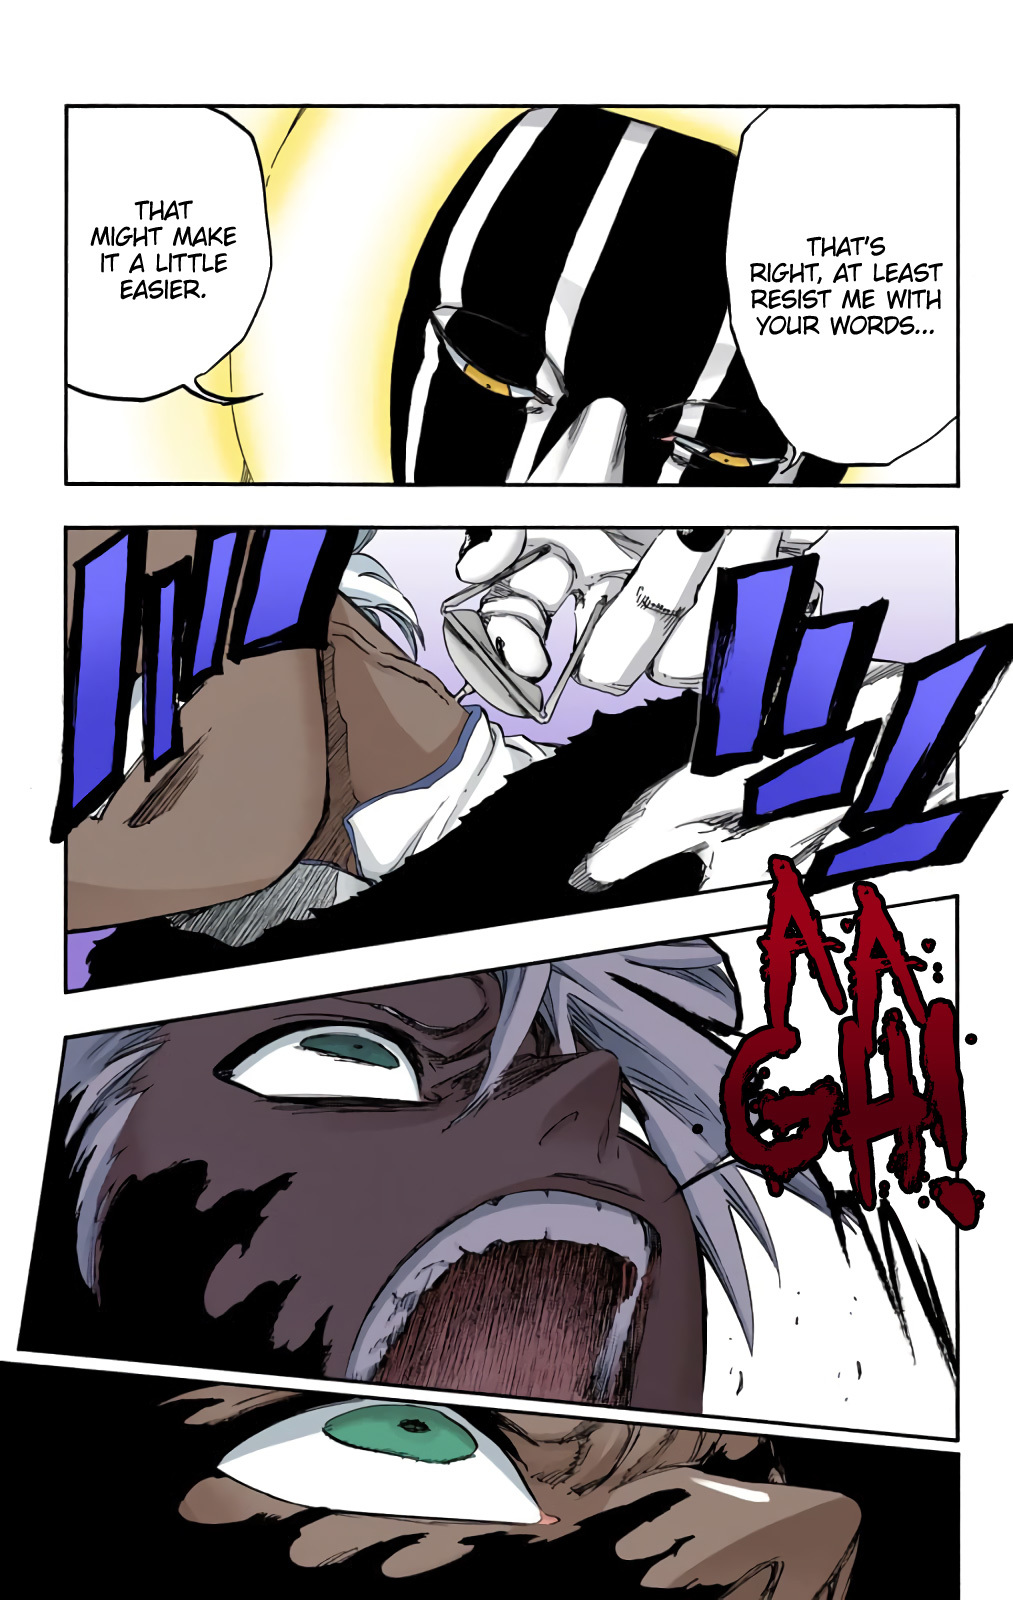 THAT'S
RIGHT, AT LEAST
RESIST ME WITH
YOUR WORDS...
THAT
MIGHT MAKE
IT A LITTLE
EASIER.
AA
GH!